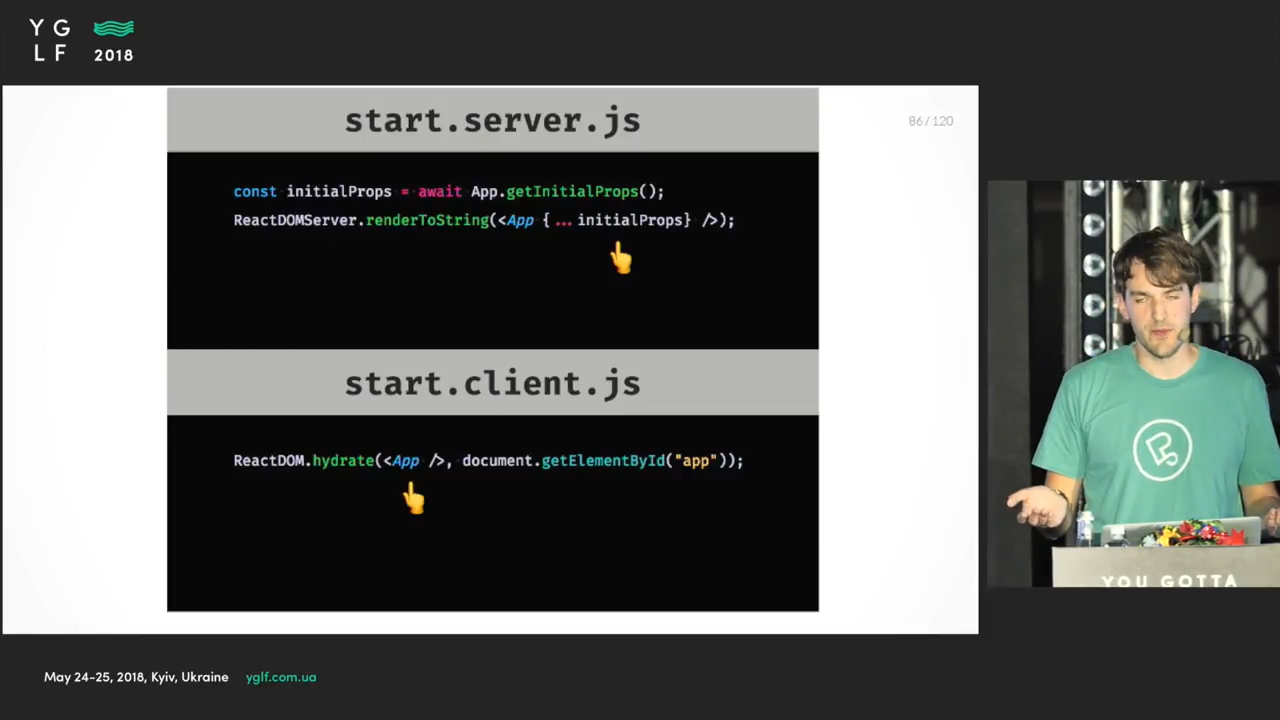 Y G
L F
2018
start.server.js
86/120
const initialProps = await App.getInitialProps();
ReactDOMServer.renderToString(<App {...initialProps} />);
start.client.js
ReactDOM.hydrate(<App />, document.getElementById("app"));
YOU GOTTA
May 24-25, 2018, Kyiv, Ukraine yglf.com.ua